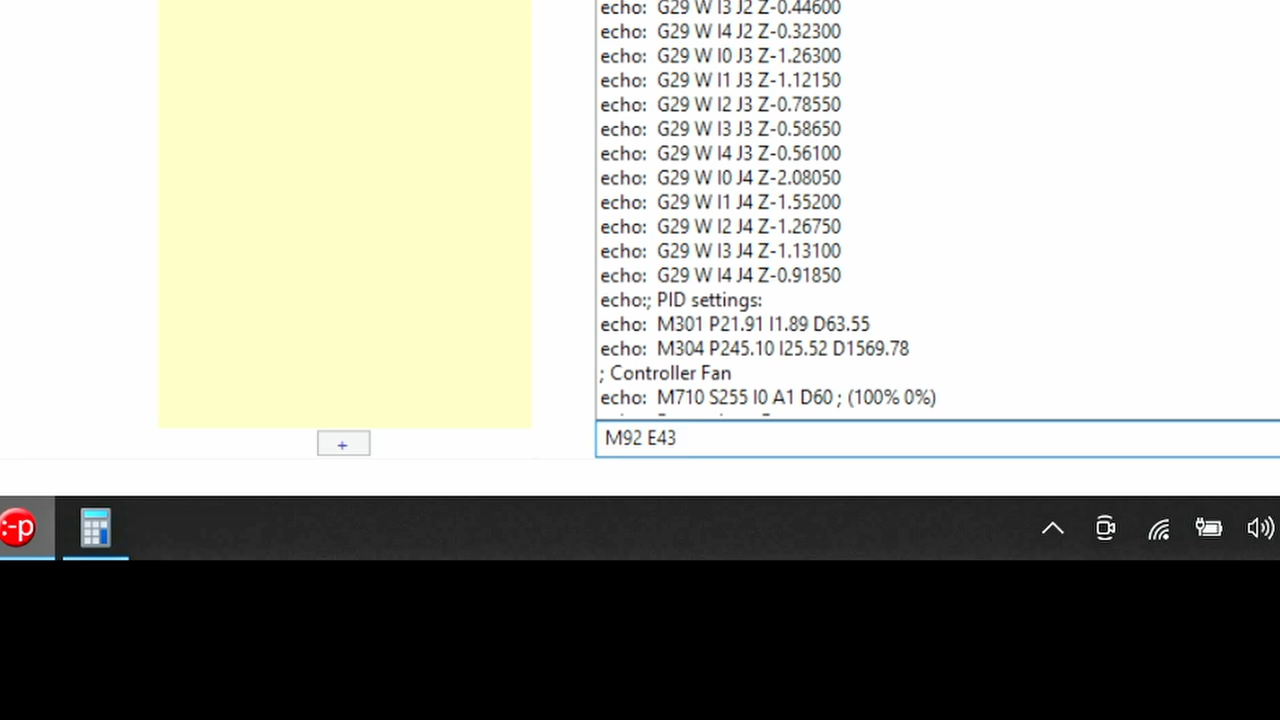 echo:  G29 W I3 J2 Z-0.44600
echo:  G29 W I4 J2 Z-0.32300
echo:  G29 W I0 J3 Z-1.26300
echo:  G29 W I1 J3 Z-1.12150
echo:  G29 W I2 J3 Z-0.78550
echo:  G29 W I3 J3 Z-0.58650
echo:  G29 W I4 J3 Z-0.56100
echo:  G29 W I0 J4 Z-2.08050
echo:  G29 W I1 J4 Z-1.55200
echo:  G29 W I2 J4 Z-1.26750
echo:  G29 W I3 J4 Z-1.13100
echo:  G29 W I4 J4 Z-0.91850
echo:; PID settings:
echo:  M301 P21.91 I1.89 D63.55
echo:  M304 P245.10 I25.52 D1569.78
; Controller Fan
echo:  M710 S255 I0 A1 D60 ; (100% 0%)
+
M92 E43
:-p